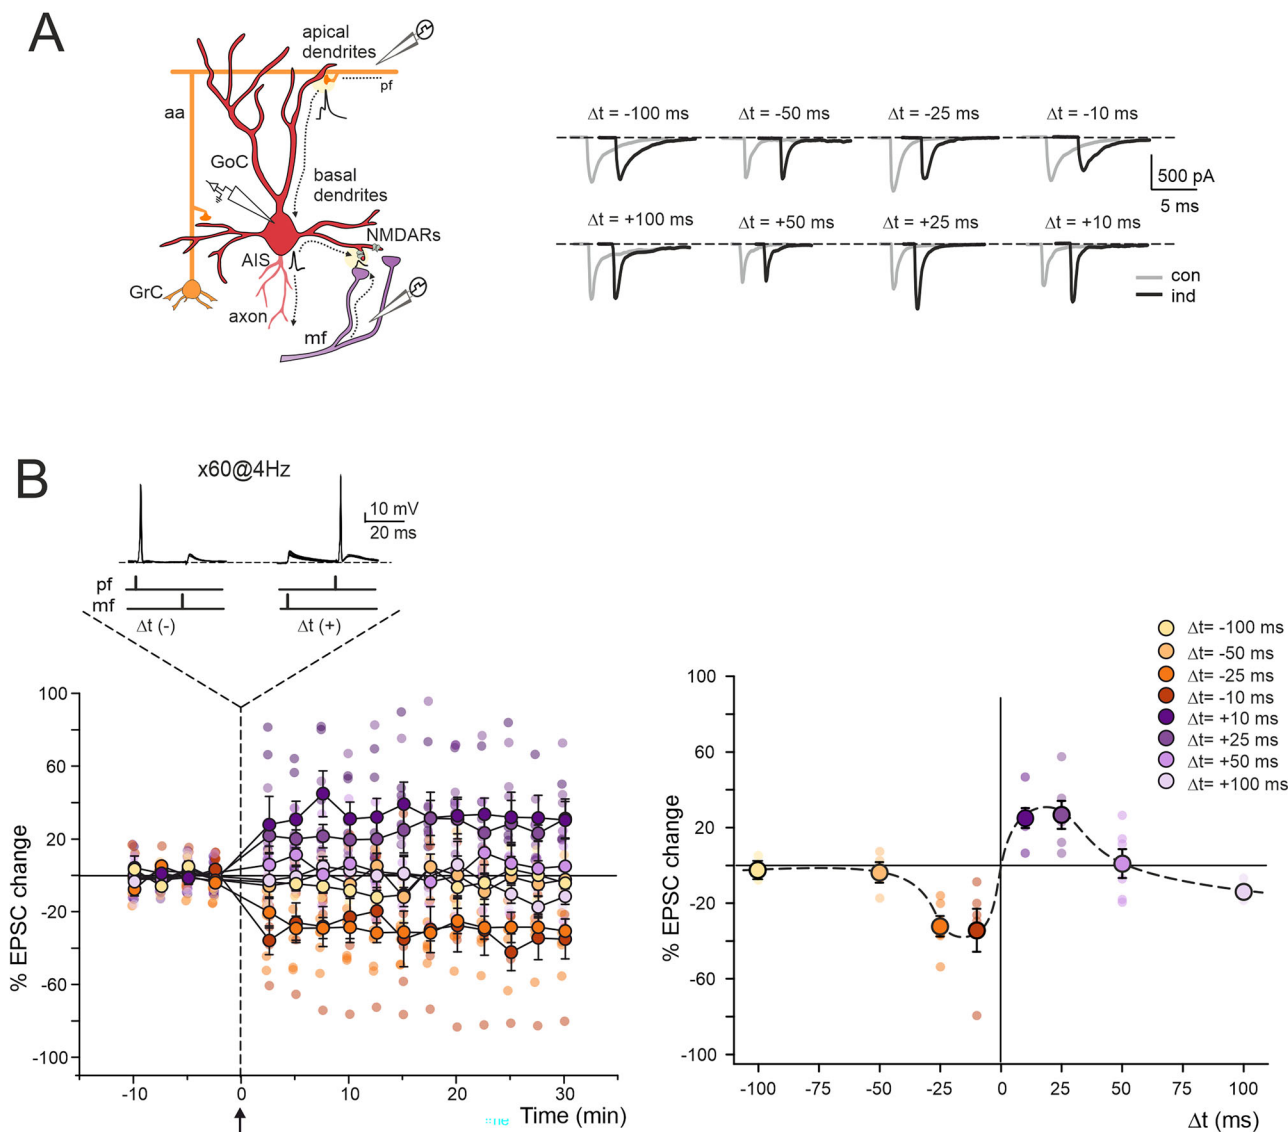 A
apical
dendrites
pf
aa
GoC
basal
dendrites
NMDARs
AIS
GrC
axon
mf
Δt = -100 ms
Δt = -50 ms
Δt = -25 ms
Δt = -10 ms
500 pA
5 ms
Δt = +100 ms
Δt = +50 ms
Δt = +25 ms
Δt = +10 ms
con
ind
B
x60@4Hz
10 mV
20 ms
pf
mf
Δt (-)
Δt (+)
100
60
20
-20
-60
-100
% EPSC change
-10
0
10
20
30
Time (min)
Δt= -100 ms
Δt= -50 ms
Δt= -25 ms
Δt= -10 ms
Δt= +10 ms
Δt= +25 ms
Δt= +50 ms
Δt= +100 ms
100
60
20
-20
-60
-100
% EPSC change
-100
-75
-50
-25
0
25
50
75
100
Δt (ms)